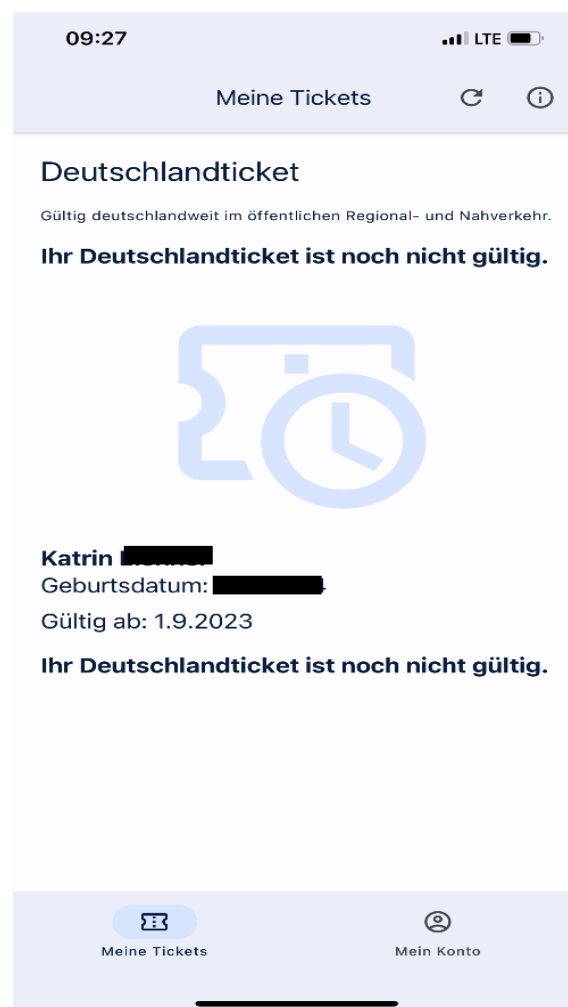 09:27
LTE
Meine Tickets
Deutschlandticket
Gültig deutschlandweit im öffentlichen Regional- und Nahverkehr.
Ihr Deutschlandticket ist noch nicht gültig.
Katrin
Geburtsdatum:
Gültig ab: 1.9.2023
Ihr Deutschlandticket ist noch nicht gültig.
Meine Tickets
Mein Konto